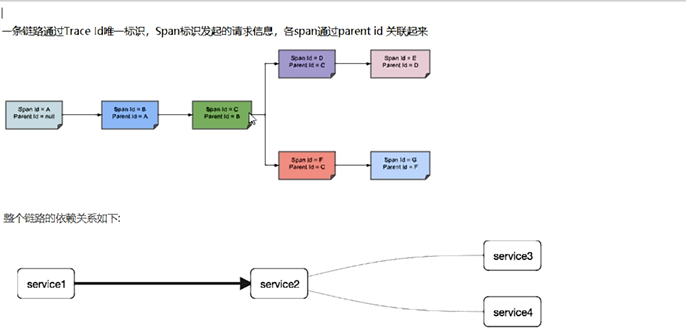 一条链路通过Trace Id唯一标识，Span标识发起的请求信息，各span通过parent id 关联起来
Span Id = D
Parent Id = C
Span Id = E
Parent Id = D
Span Id = A
Parent Id = null
Span Id = B
Parent Id = A
Span Id = C
Parent Id = B
Span Id = F
Parent Id = C
Span Id = G
Parent Id = F
整个链路的依赖关系如下:
service1
service2
service3
service4